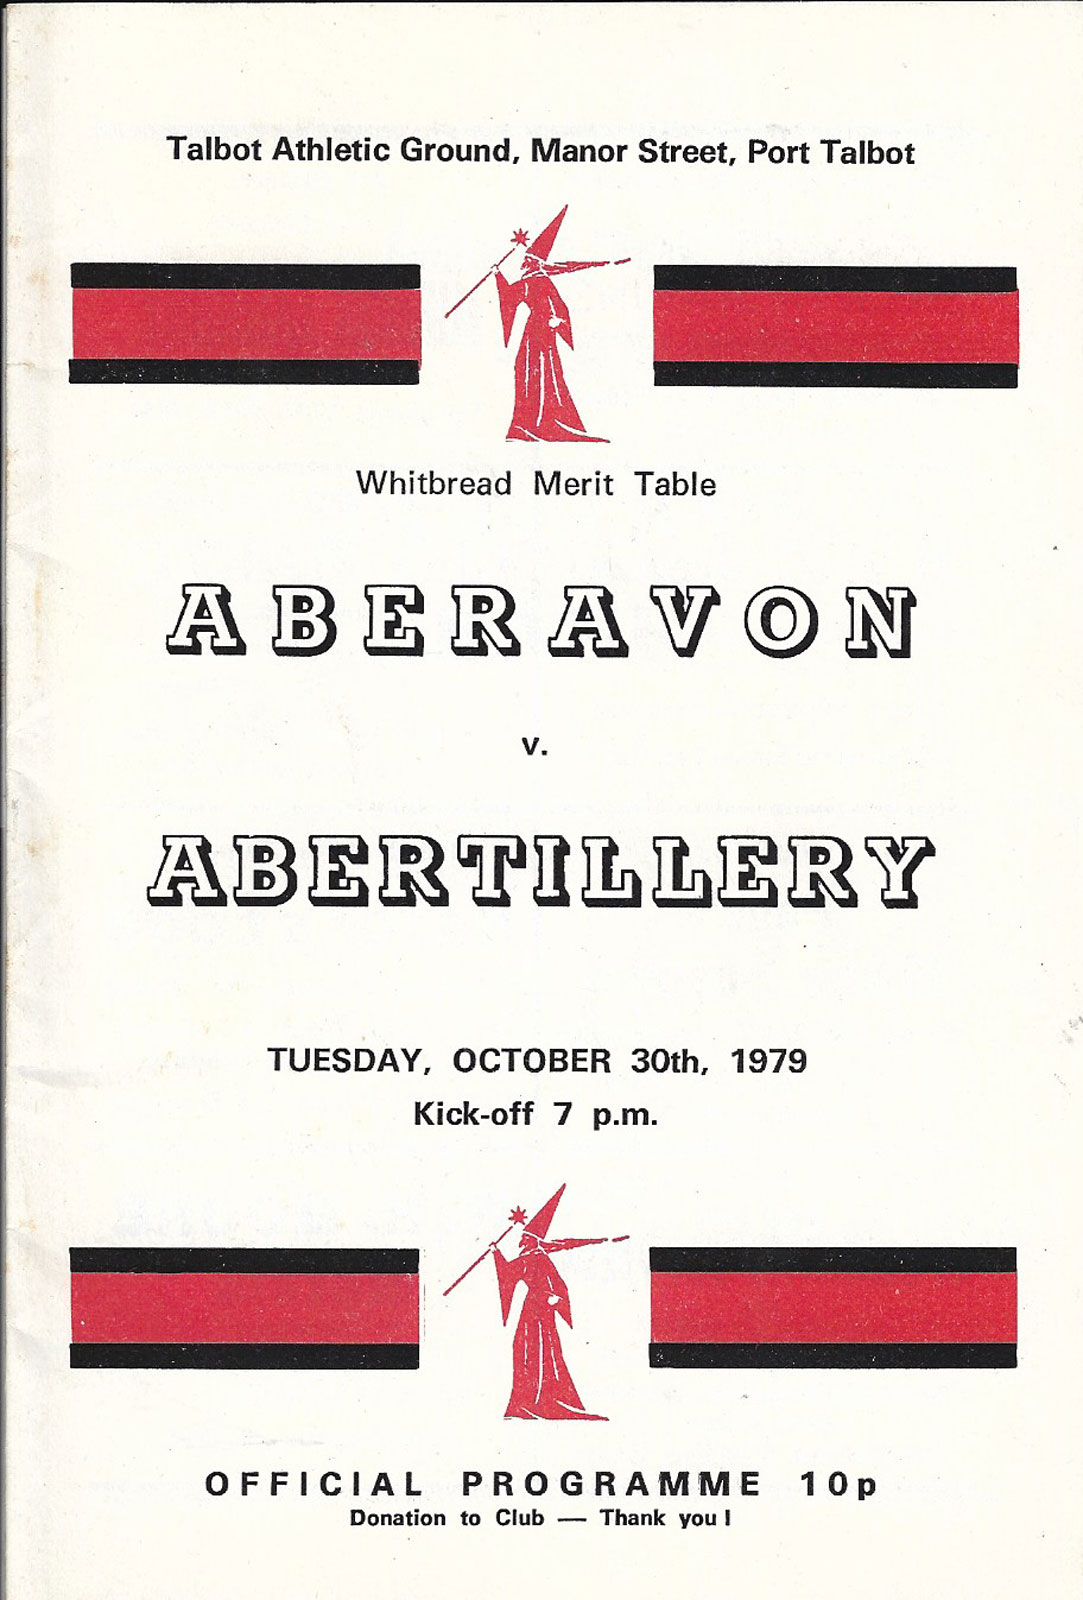 Talbot Athletic Ground, Manor Street, Port Talbot
Whitbread Merit Table
ABERAVON
v.
ABERTILLERY
TUESDAY, OCTOBER 30th, 1979
Kick-off 7 p.m.
OFFICIAL PROGRAMME 10p
Donation to Club — Thank you!